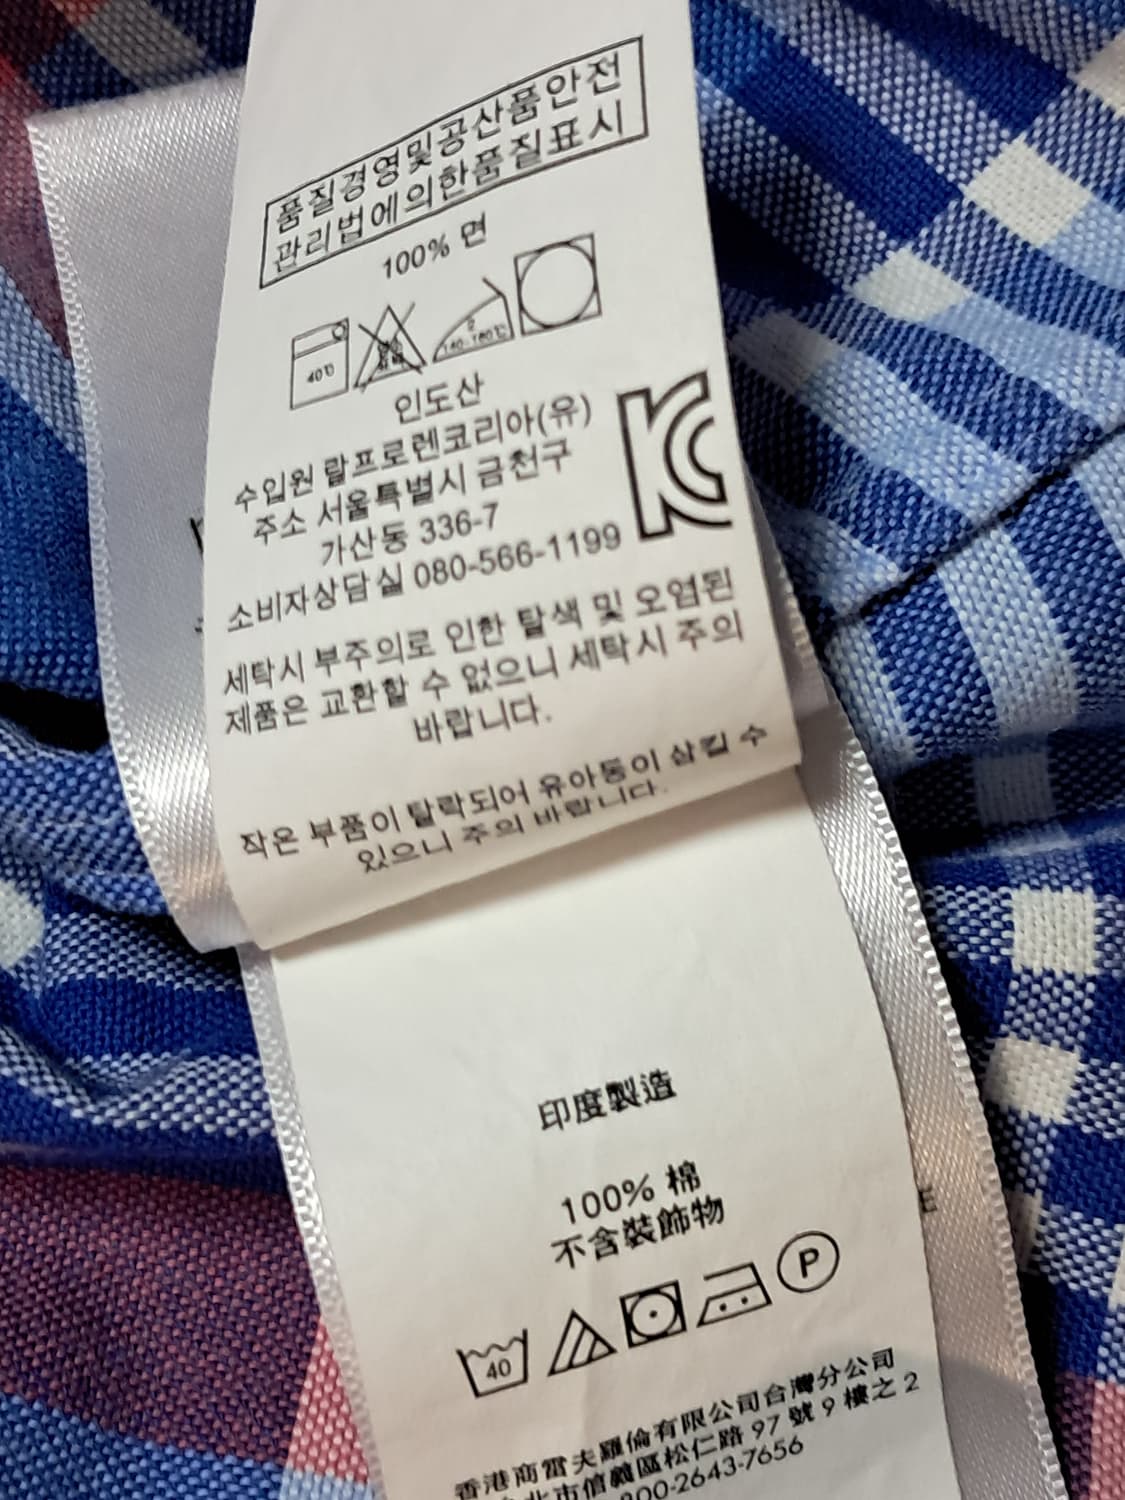 품질경영및공산품안전
관리법에의한품질표시
100% 면
40℃
140-160℃
인도산
수입원 랄프로렌코리아(유)
주소 서울특별시 금천구
가산동 336-7
소비자상담실 080-566-1199
세탁시 부주의로 인한 탈색 및 오염된
제품은 교환할 수 없으니 세탁시 주의
바랍니다.
작은 부품이 탈락되어 유아동이 삼킬 수
있으니 주의 바랍니다.
印度製造
100% 棉
不含裝飾物
40
P
香港商雷夫羅倫有限公司台灣分公司
北市信義區松仁路 97 號 9 樓之 2
800-2643-7656